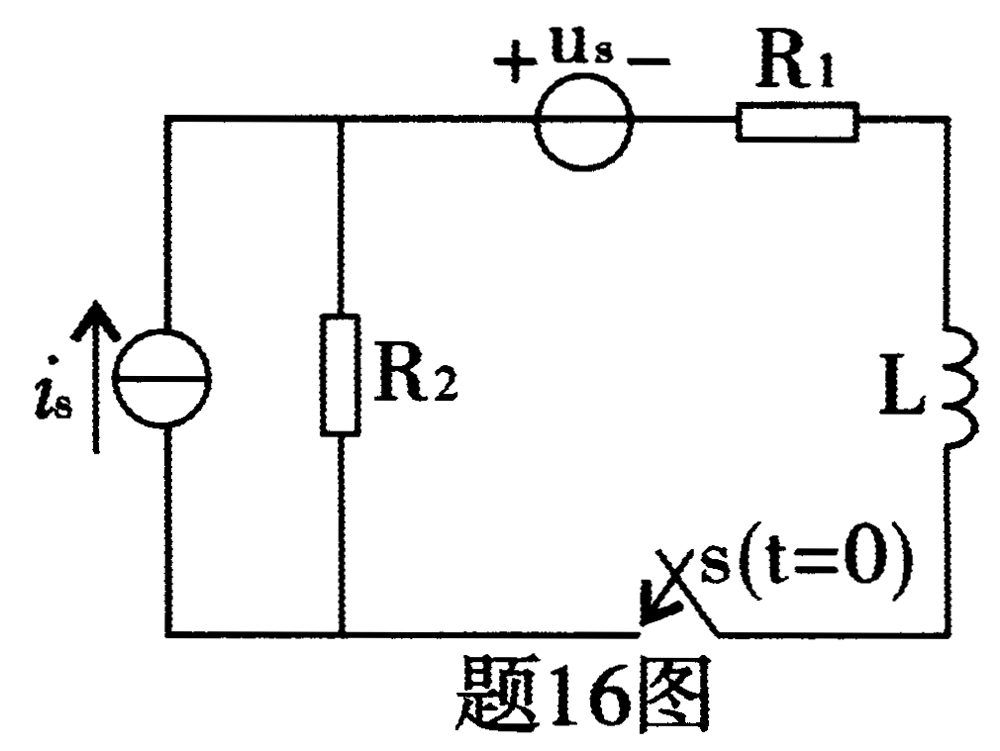 + us −
R1
is
R2
L
s(t=0)
题16图